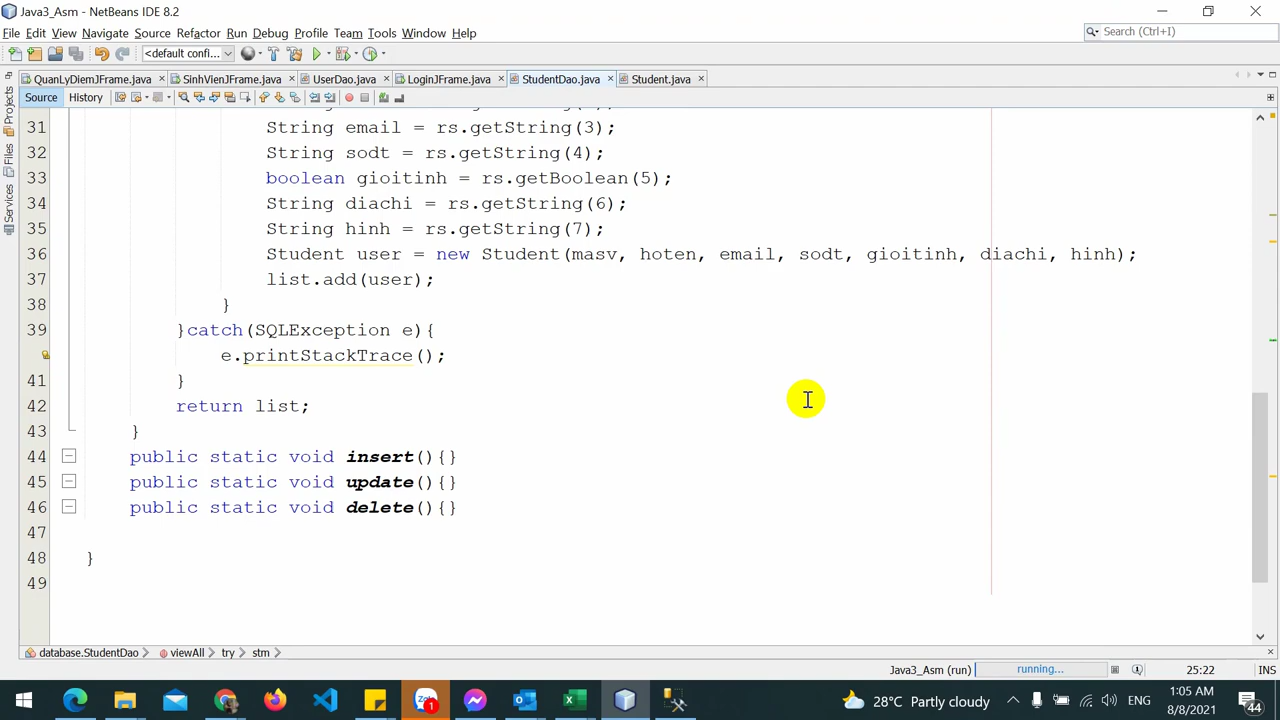 Java3_Asm - NetBeans IDE 8.2
File Edit View Navigate Source Refactor Run Debug Profile Team Tools Window Help
Search (Ctrl+I)
<default confi...
QuanLyDiemJFrame.java SinhVienJFrame.java UserDao.java LoginJFrame.java StudentDao.java Student.java
Source History
Projects
Files
Services
31 String email = rs.getString(3);
32 String sodt = rs.getString(4);
33 boolean gioitinh = rs.getBoolean(5);
34 String diachi = rs.getString(6);
35 String hinh = rs.getString(7);
36 Student user = new Student(masv, hoten, email, sodt, gioitinh, diachi, hinh);
37 list.add(user);
38 }
39 }catch(SQLException e){
e.printStackTrace();
41 }
42 return list;
43 }
44 public static void insert(){}
45 public static void update(){}
46 public static void delete(){}
47
48 }
49
database.StudentDao viewAll try stm
Java3_Asm (run) running... 25:22 INS
1
28°C Partly cloudy ENG 1:05 AM
8/8/2021 44